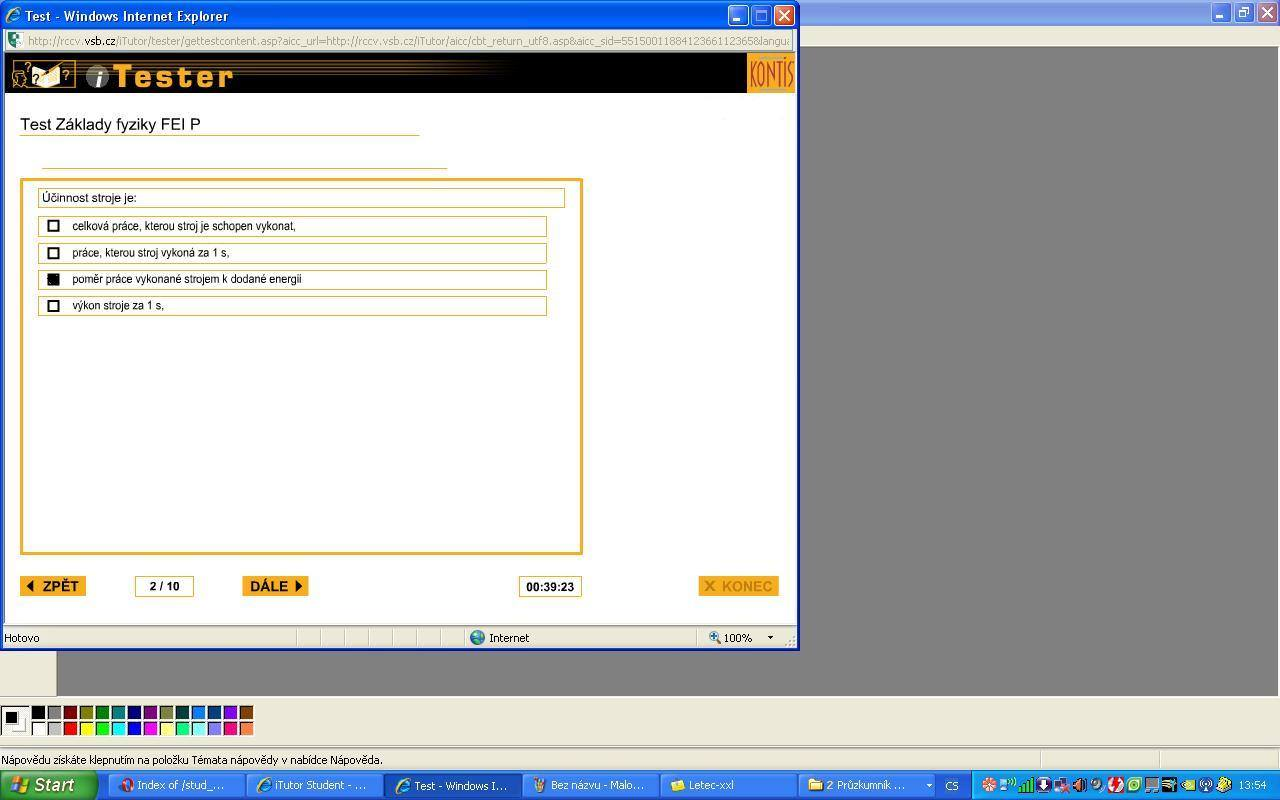 Test - Windows Internet Explorer
http://rccv.vsb.cz/iTutor/tester/gettestcontent.asp?aicc_url=http://rccv.vsb.cz/iTutor/aicc/cbt_return_utf8.asp&aicc_sid=5515001188412366112365&langua
i Tester
KONTIS
Test Základy fyziky FEI P
Účinnost stroje je:
celková práce, kterou stroj je schopen vykonat,
práce, kterou stroj vykoná za 1 s,
poměr práce vykonané strojem k dodané energii
výkon stroje za 1 s,
ZPĚT
2 / 10
DÁLE
00:39:23
X KONEC
Hotovo
Internet
100%
Nápovědu získáte klepnutím na položku Témata nápovědy v nabídce Nápověda.
Start
Index of /stud_...
iTutor Student - ...
Test - Windows I...
Bez názvu - Malo...
Letec-xxl
2 Průzkumník ...
CS
13:54